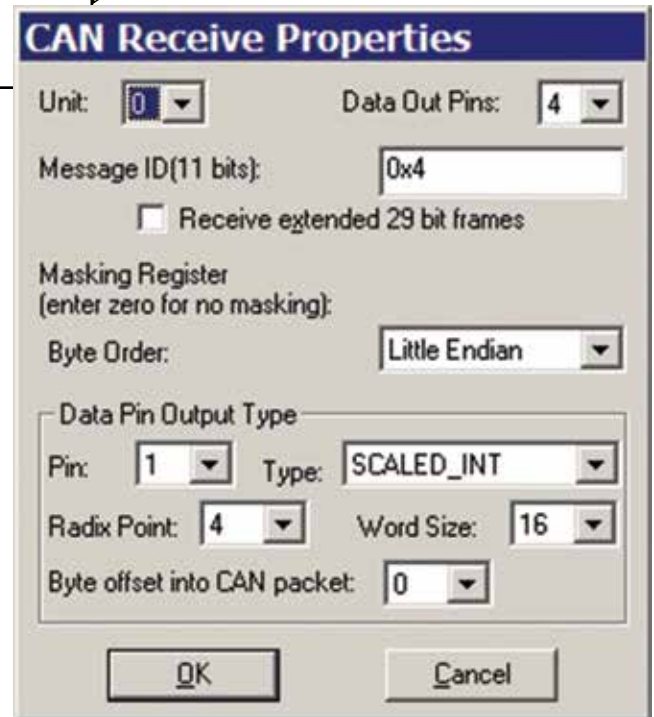 CAN Receive Properties
Unit: 0 Data Out Pins: 4
Message ID(11 bits): 0x4
Receive extended 29 bit frames
Masking Register
(enter zero for no masking):
Byte Order: Little Endian
Data Pin Output Type
Pin: 1 Type: SCALED_INT
Radix Point: 4 Word Size: 16
Byte offset into CAN packet: 0
OK Cancel